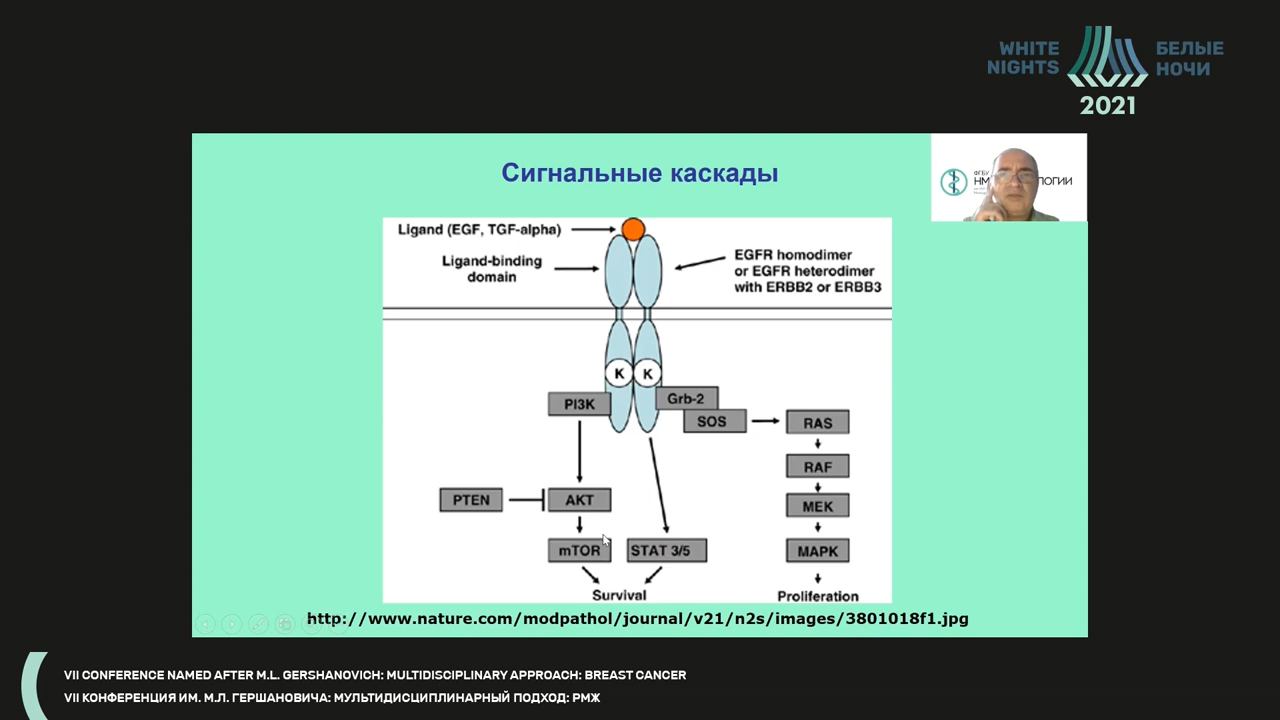 WHITE NIGHTS
БЕЛЫЕ НОЧИ
2021
Сигнальные каскады
ФГБУ
Ligand (EGF, TGF-alpha)
Ligand-binding
domain
EGFR homodimer
or EGFR heterodimer
with ERBB2 or ERBB3
K K
PI3K
Grb-2
SOS
RAS
RAF
PTEN
AKT
MEK
mTOR
STAT 3/5
MAPK
Survival
Proliferation
http://www.nature.com/modpathol/journal/v21/n2s/images/3801018f1.jpg
VII CONFERENCE NAMED AFTER M.L. GERSHANOVICH: MULTIDISCIPLINARY APPROACH: BREAST CANCER
VII КОНФЕРЕНЦИЯ ИМ. М.Л. ГЕРШАНОВИЧА: МУЛЬТИДИСЦИПЛИНАРНЫЙ ПОДХОД: РМЖ